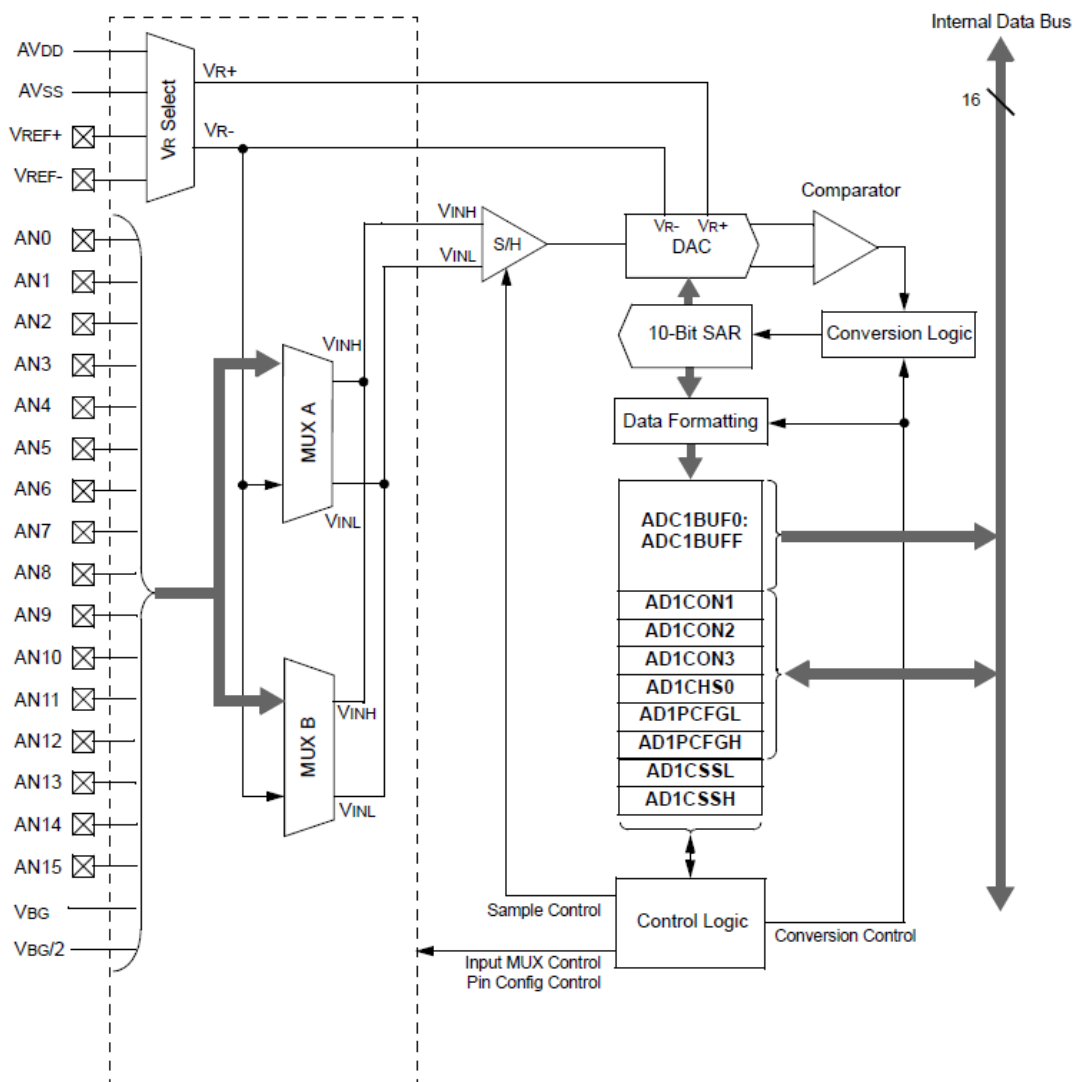 Internal Data Bus
AVDD
AVSS
VREF+
VREF-
VR Select
VR+
VR-
16
Comparator
VINH
VINL
S/H
VR- VR+
DAC
AN0
AN1
AN2
AN3
AN4
AN5
AN6
AN7
AN8
AN9
AN10
AN11
AN12
AN13
AN14
AN15
VBG
VBG/2
10-Bit SAR
Conversion Logic
VINH
MUX A
VINL
Data Formatting
ADC1BUF0:
ADC1BUFF
AD1CON1
AD1CON2
AD1CON3
AD1CHS0
AD1PCFGL
AD1PCFGH
AD1CSSL
AD1CSSH
VINH
MUX B
VINL
Sample Control
Control Logic
Conversion Control
Input MUX Control
Pin Config Control